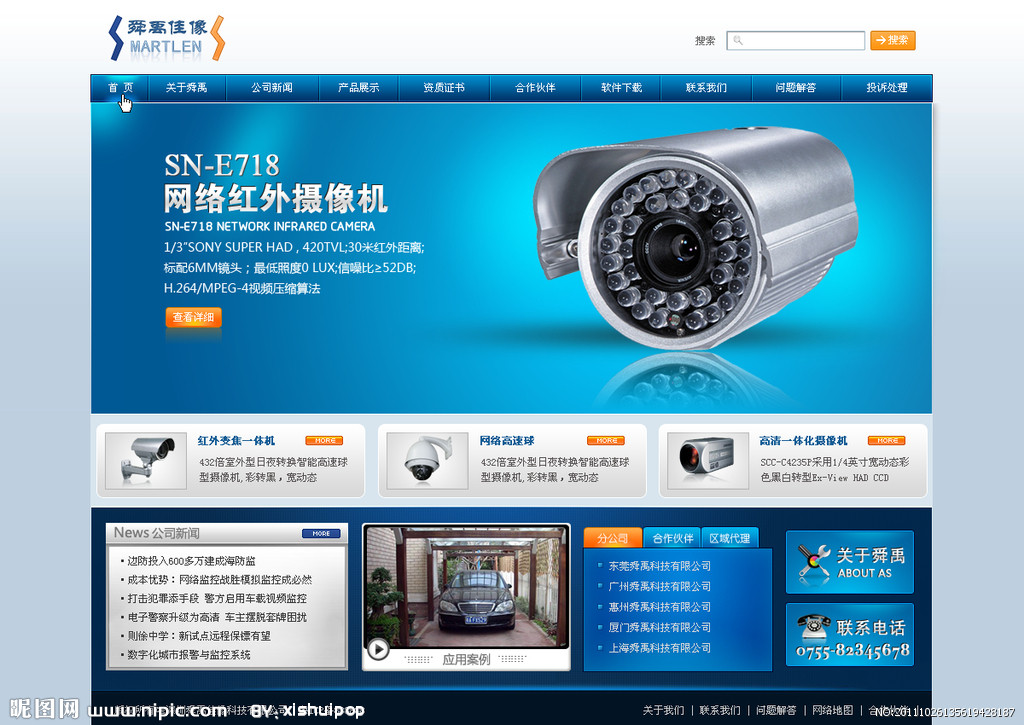 舜禹佳像
MARTLEN
搜索
搜索
首 页
关于舜禹
公司新闻
产品展示
资质证书
合作伙伴
软件下载
联系我们
问题解答
投诉处理
SN-E718
网络红外摄像机
SN-E718 NETWORK INFRARED CAMERA
1/3"SONY SUPER HAD , 420TVL;30米红外距离;
标配6MM镜头；最低照度0 LUX;信噪比≥52DB;
H.264/MPEG-4视频压缩算法
查看详细
红外变焦一体机
MORE
432倍室外型日夜转换智能高速球
型摄像机,彩转黑，宽动态
网络高速球
MORE
432倍室外型日夜转换智能高速球
型摄像机,彩转黑，宽动态
高清一体化摄像机
MORE
SCC-C4235P采用1/4英寸宽动态彩
色黑白转型Ex-View HAD CCD
News 公司新闻
MORE
边防投入600多万建成海防监
成本优势：网络监控战胜模拟监控成必然
打击犯罪添手段 警方启用车载视频监控
电子警察升级为高清 车主摆脱套牌困扰
则徐中学：新试点远程保镖有望
数字化城市报警与监控系统
应用案例
分公司
合作伙伴
区域代理
东莞舜禹科技有限公司
广州舜禹科技有限公司
惠州舜禹科技有限公司
厦门舜禹科技有限公司
上海舜禹科技有限公司
关于舜禹
ABOUT AS
联系电话
0755-82345678
昵图网 www.nipic.com BY: xlshupop
关于我们 | 联系我们 | 问题解答 | 网络地图 |
NO:20111026135619428187